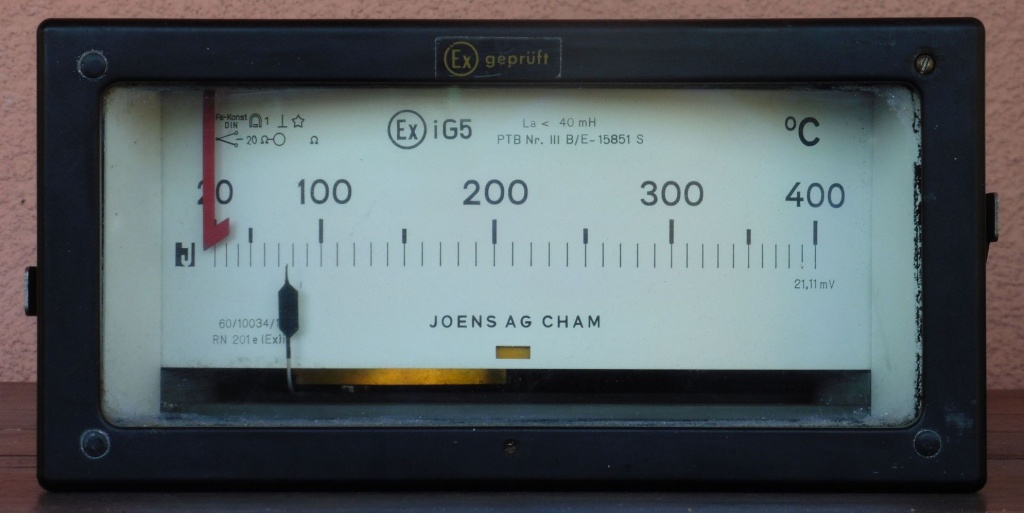 Ex geprüft
Fe-Konst
DIN
1
20 Ω
Ω
Ex iG5
La < 40 mH
PTB Nr. III B/E-15851 S
°C
20 100 200 300 400
J
21,11 mV
JOENS AG CHAM
60/10034/
RN 201e (Ex)i